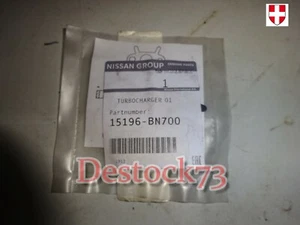 NISSAN GROUP
1
TURBOCHARGER OI
Partnumber
15196-BN700
Destock73